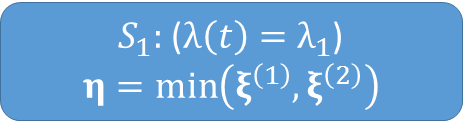 S₁: (λ(t) = λ₁)
η = min(ξ⁽¹⁾, ξ⁽²⁾)